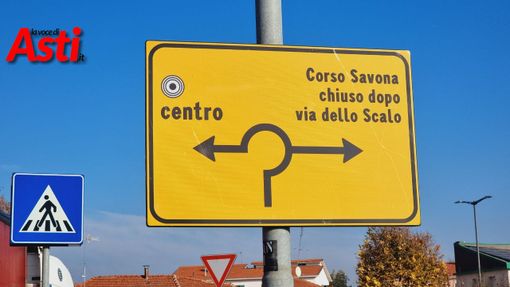 la voce di
Asti.it
Corso Savona
chiuso dopo
via dello Scalo
centro